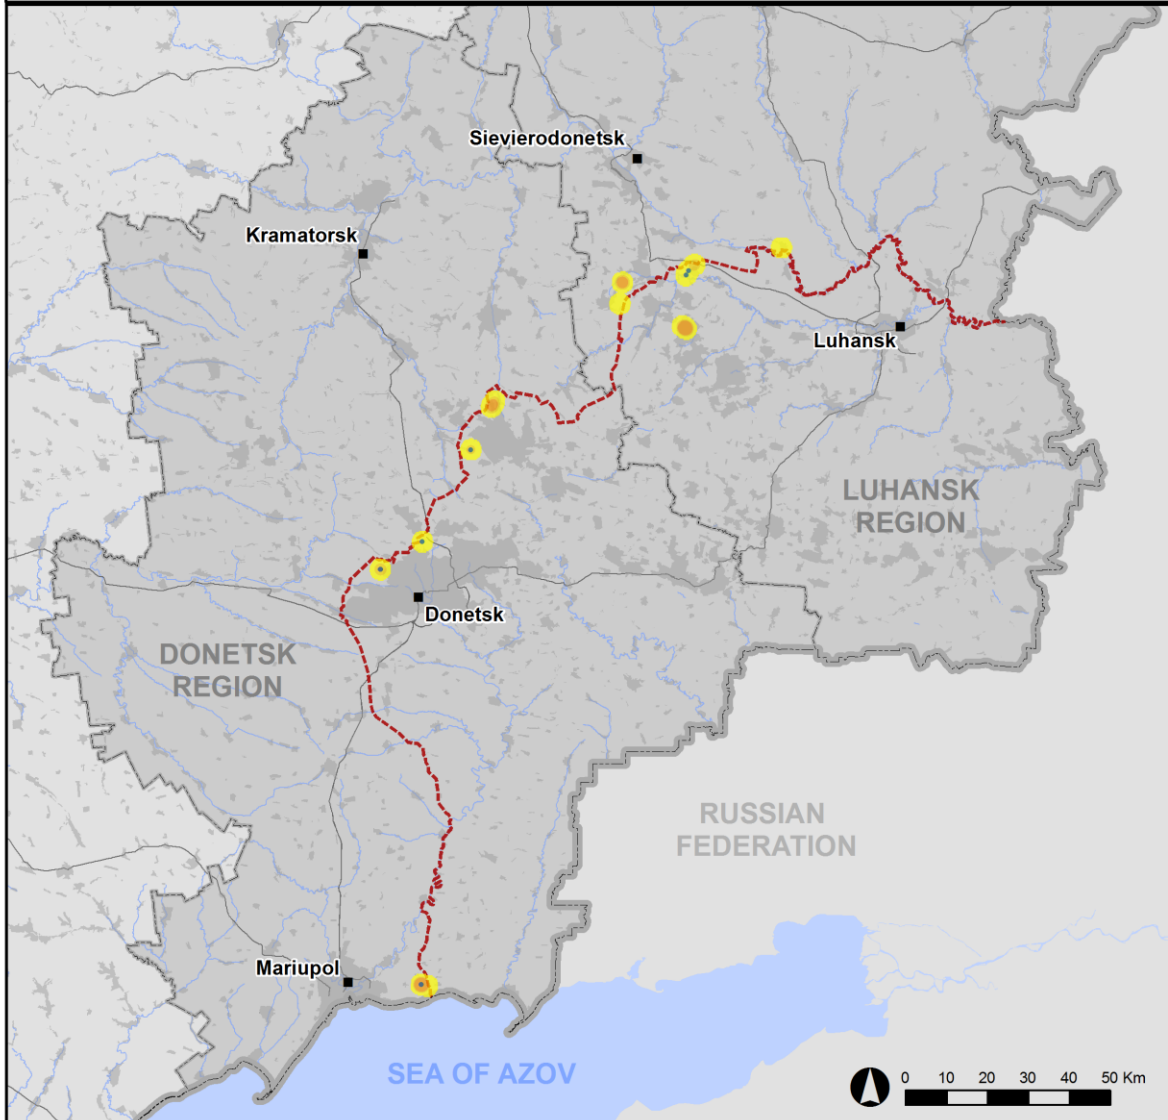 Sievierodonetsk
Kramatorsk
Luhansk
LUHANSK
REGION
Donetsk
DONETSK
REGION
RUSSIAN
FEDERATION
Mariupol
SEA OF AZOV
0 10 20 30 40 50 Km